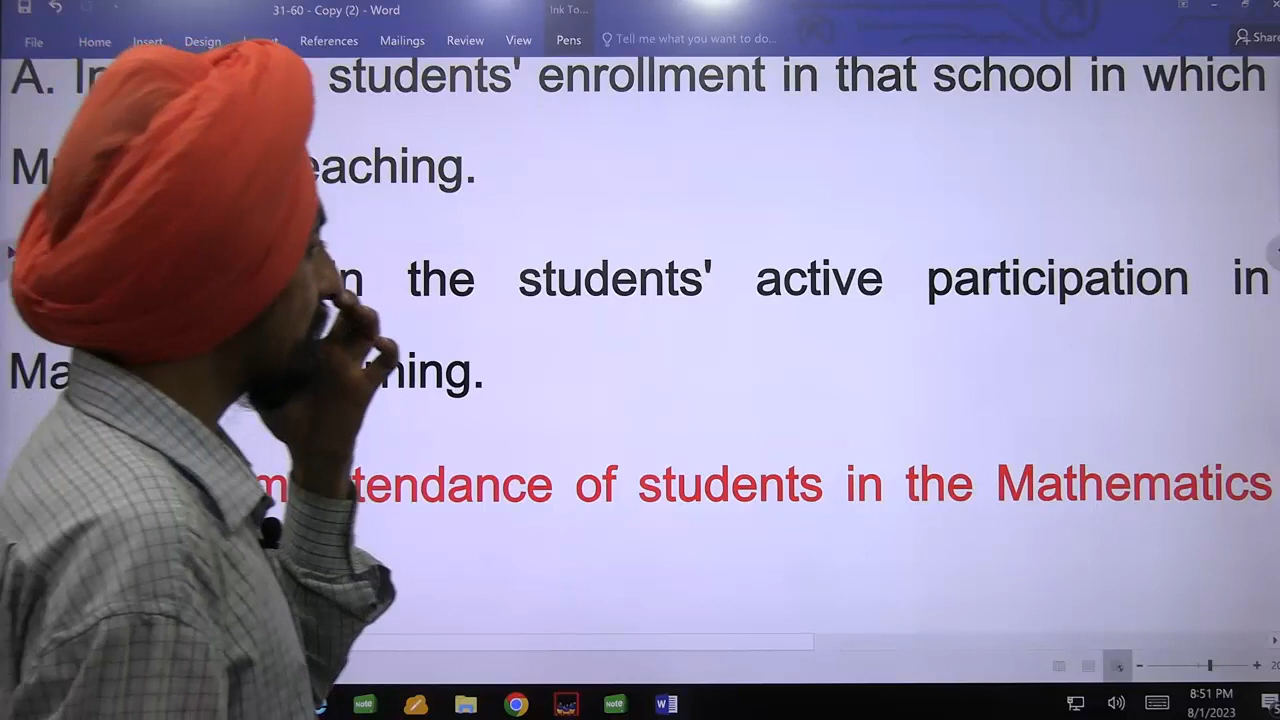 31-60 - Copy (2) - Word
Ink To...
File Home Insert Design References Mailings Review View Pens Tell me what you want to do... Share
A. students' enrollment in that school in which
eaching.
the students' active participation in
ning.
tendance of students in the Mathematics
8:51 PM
8/1/2023